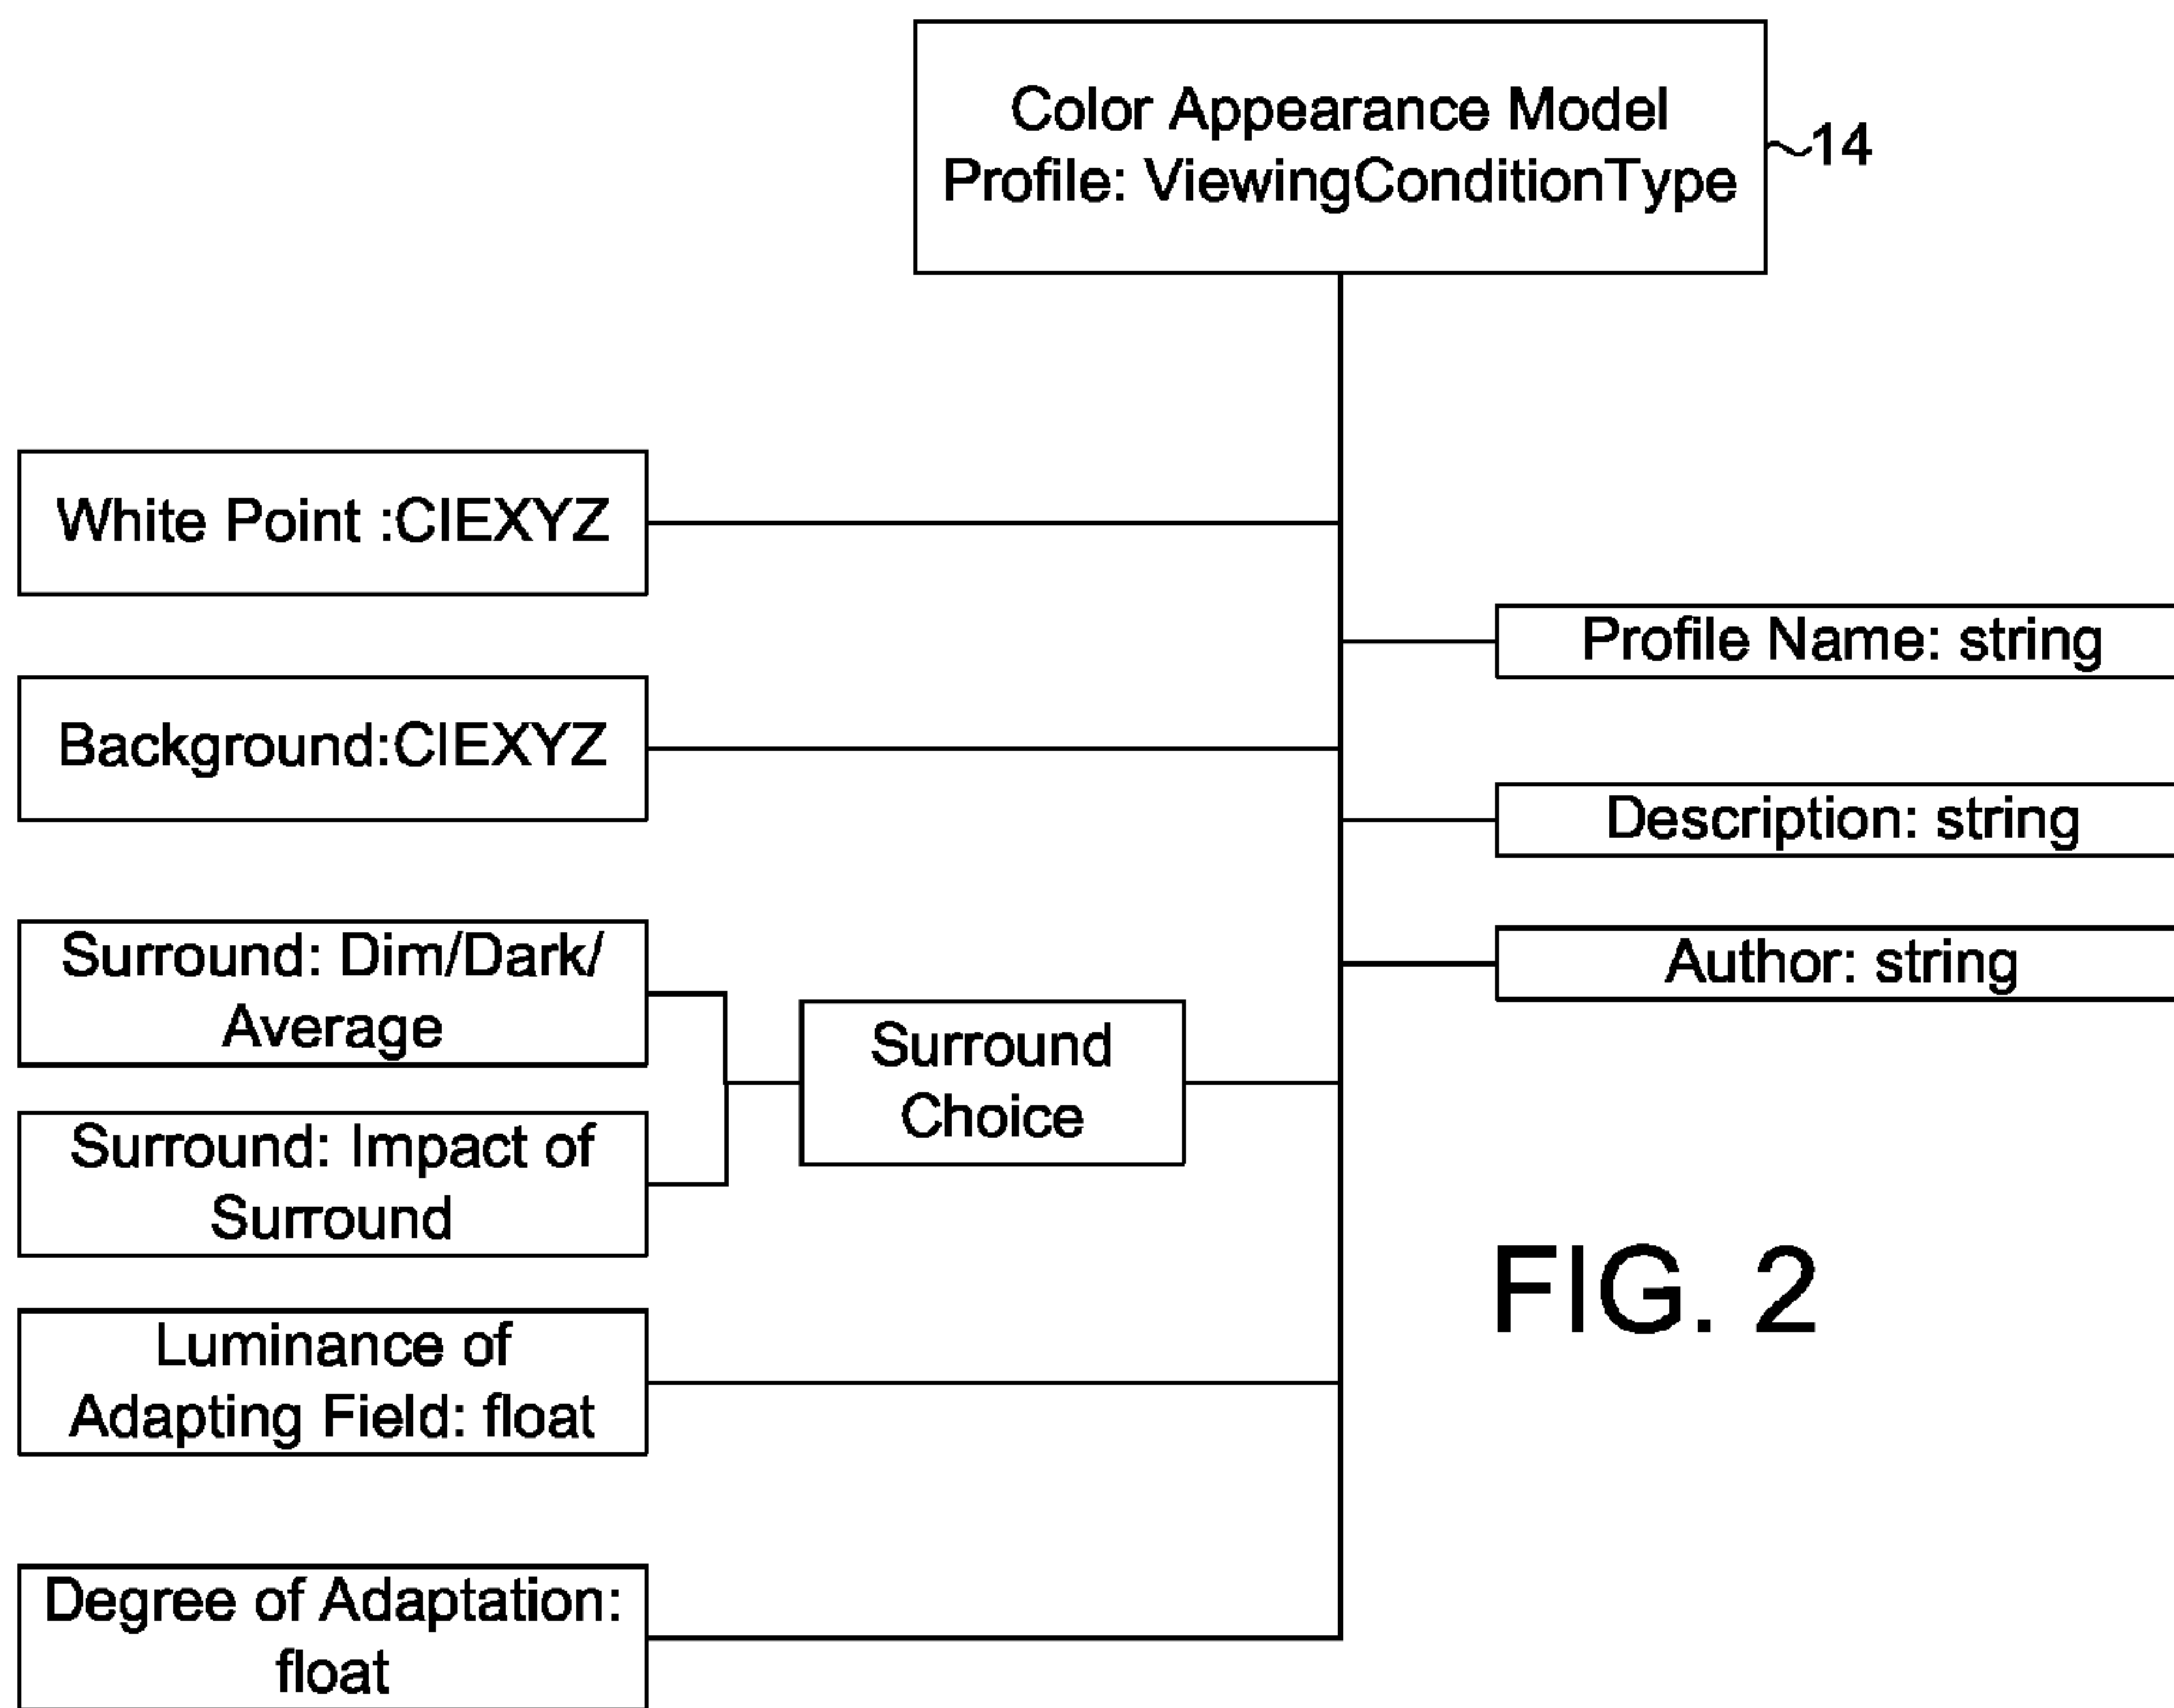 Color Appearance Model
Profile: ViewingConditionType
14
White Point :CIEXYZ
Profile Name: string
Background:CIEXYZ
Description: string
Surround: Dim/Dark/
Average
Author: string
Surround
Choice
Surround: Impact of
Surround
Luminance of
Adapting Field: float
FIG. 2
Degree of Adaptation:
float